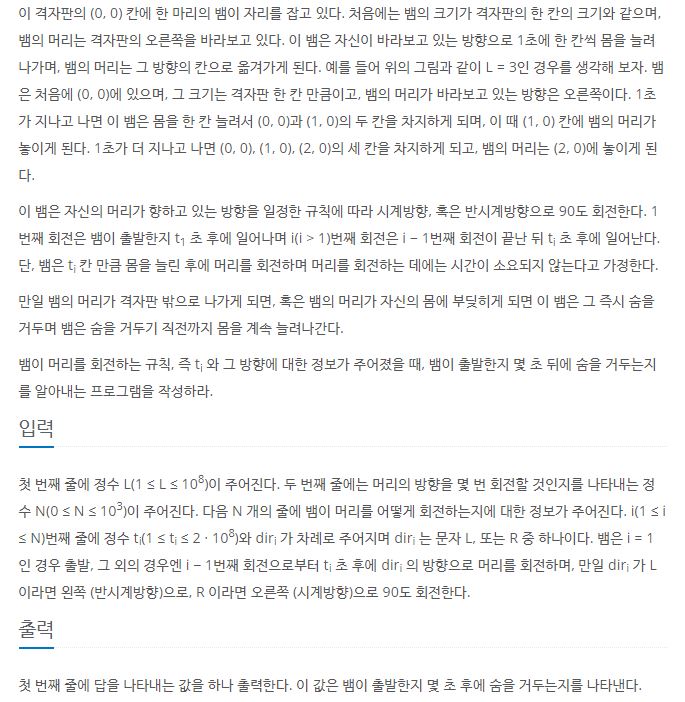 이 격자판의 (0, 0) 칸에 한 마리의 뱀이 자리를 잡고 있다. 처음에는 뱀의 크기가 격자판의 한 칸의 크기와 같으며,
뱀의 머리는 격자판의 오른쪽을 바라보고 있다. 이 뱀은 자신이 바라보고 있는 방향으로 1초에 한 칸씩 몸을 늘려
나가며, 뱀의 머리는 그 방향의 칸으로 옮겨가게 된다. 예를 들어 위의 그림과 같이 L = 3인 경우를 생각해 보자. 뱀
은 처음에 (0, 0)에 있으며, 그 크기는 격자판 한 칸 만큼이고, 뱀의 머리가 바라보고 있는 방향은 오른쪽이다. 1초
가 지나고 나면 이 뱀은 몸을 한 칸 늘려서 (0, 0)과 (1, 0)의 두 칸을 차지하게 되며, 이 때 (1, 0) 칸에 뱀의 머리가
놓이게 된다. 1초가 더 지나고 나면 (0, 0), (1, 0), (2, 0)의 세 칸을 차지하게 되고, 뱀의 머리는 (2, 0)에 놓이게 된
다.
이 뱀은 자신의 머리가 향하고 있는 방향을 일정한 규칙에 따라 시계방향, 혹은 반시계방향으로 90도 회전한다. 1
번째 회전은 뱀이 출발한지 t₁ 초 후에 일어나며 i(i > 1)번째 회전은 i − 1번째 회전이 끝난 뒤 tᵢ 초 후에 일어난다.
단, 뱀은 tᵢ 칸 만큼 몸을 늘린 후에 머리를 회전하며 머리를 회전하는 데에는 시간이 소요되지 않는다고 가정한다.
만일 뱀의 머리가 격자판 밖으로 나가게 되면, 혹은 뱀의 머리가 자신의 몸에 부딪히게 되면 이 뱀은 그 즉시 숨을
거두며 뱀은 숨을 거두기 직전까지 몸을 계속 늘려나간다.
뱀이 머리를 회전하는 규칙, 즉 tᵢ 와 그 방향에 대한 정보가 주어졌을 때, 뱀이 출발한지 몇 초 뒤에 숨을 거두는지
를 알아내는 프로그램을 작성하라.
입력
첫 번째 줄에 정수 L(1 ≤ L ≤ 10⁸)이 주어진다. 두 번째 줄에는 머리의 방향을 몇 번 회전할 것인지를 나타내는 정
수 N(0 ≤ N ≤ 10³)이 주어진다. 다음 N 개의 줄에 뱀이 머리를 어떻게 회전하는지에 대한 정보가 주어진다. i(1 ≤ i
≤ N)번째 줄에 정수 tᵢ(1 ≤ tᵢ ≤ 2 · 10⁸)와 dirᵢ 가 차례로 주어지며 dirᵢ 는 문자 L, 또는 R 중 하나이다. 뱀은 i = 1
인 경우 출발, 그 외의 경우엔 i − 1번째 회전으로부터 tᵢ 초 후에 dirᵢ 의 방향으로 머리를 회전하며, 만일 dirᵢ 가 L
이라면 왼쪽 (반시계방향)으로, R 이라면 오른쪽 (시계방향)으로 90도 회전한다.
출력
첫 번째 줄에 답을 나타내는 값을 하나 출력한다. 이 값은 뱀이 출발한지 몇 초 후에 숨을 거두는지를 나타낸다.